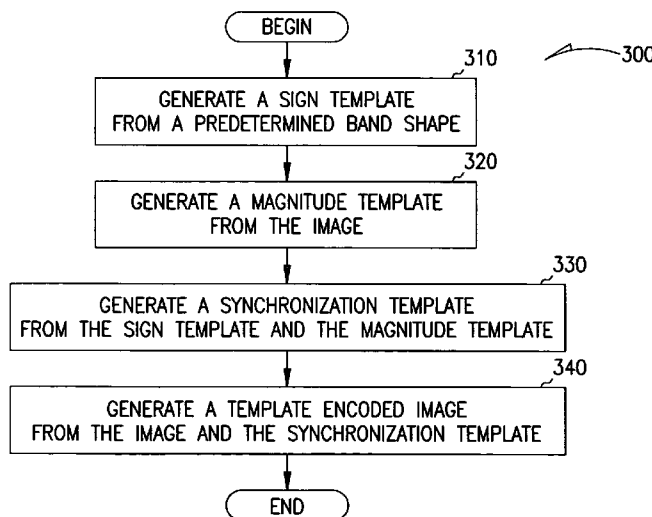 BEGIN
300
310
GENERATE A SIGN TEMPLATE
FROM A PREDETERMINED BAND SHAPE
320
GENERATE A MAGNITUDE TEMPLATE
FROM THE IMAGE
330
GENERATE A SYNCHRONIZATION TEMPLATE
FROM THE SIGN TEMPLATE AND THE MAGNITUDE TEMPLATE
340
GENERATE A TEMPLATE ENCODED IMAGE
FROM THE IMAGE AND THE SYNCHRONIZATION TEMPLATE
END